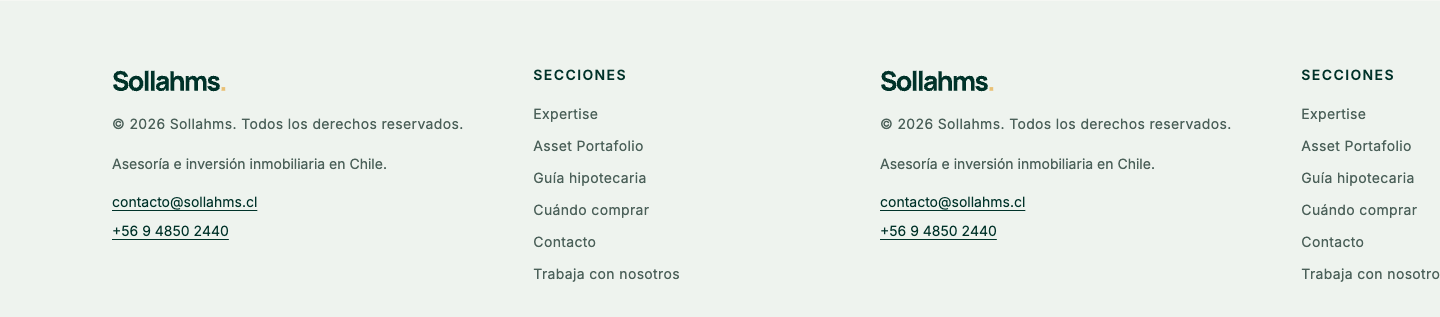 Sollahms.
© 2026 Sollahms. Todos los derechos reservados.
Asesoría e inversión inmobiliaria en Chile.
contacto@sollahms.cl
+56 9 4850 2440
SECCIONES
Expertise
Asset Portafolio
Guía hipotecaria
Cuándo comprar
Contacto
Trabaja con nosotros
Sollahms.
© 2026 Sollahms. Todos los derechos reservados.
Asesoría e inversión inmobiliaria en Chile.
contacto@sollahms.cl
+56 9 4850 2440
SECCIONES
Expertise
Asset Portafolio
Guía hipotecaria
Cuándo comprar
Contacto
Trabaja con nosotro